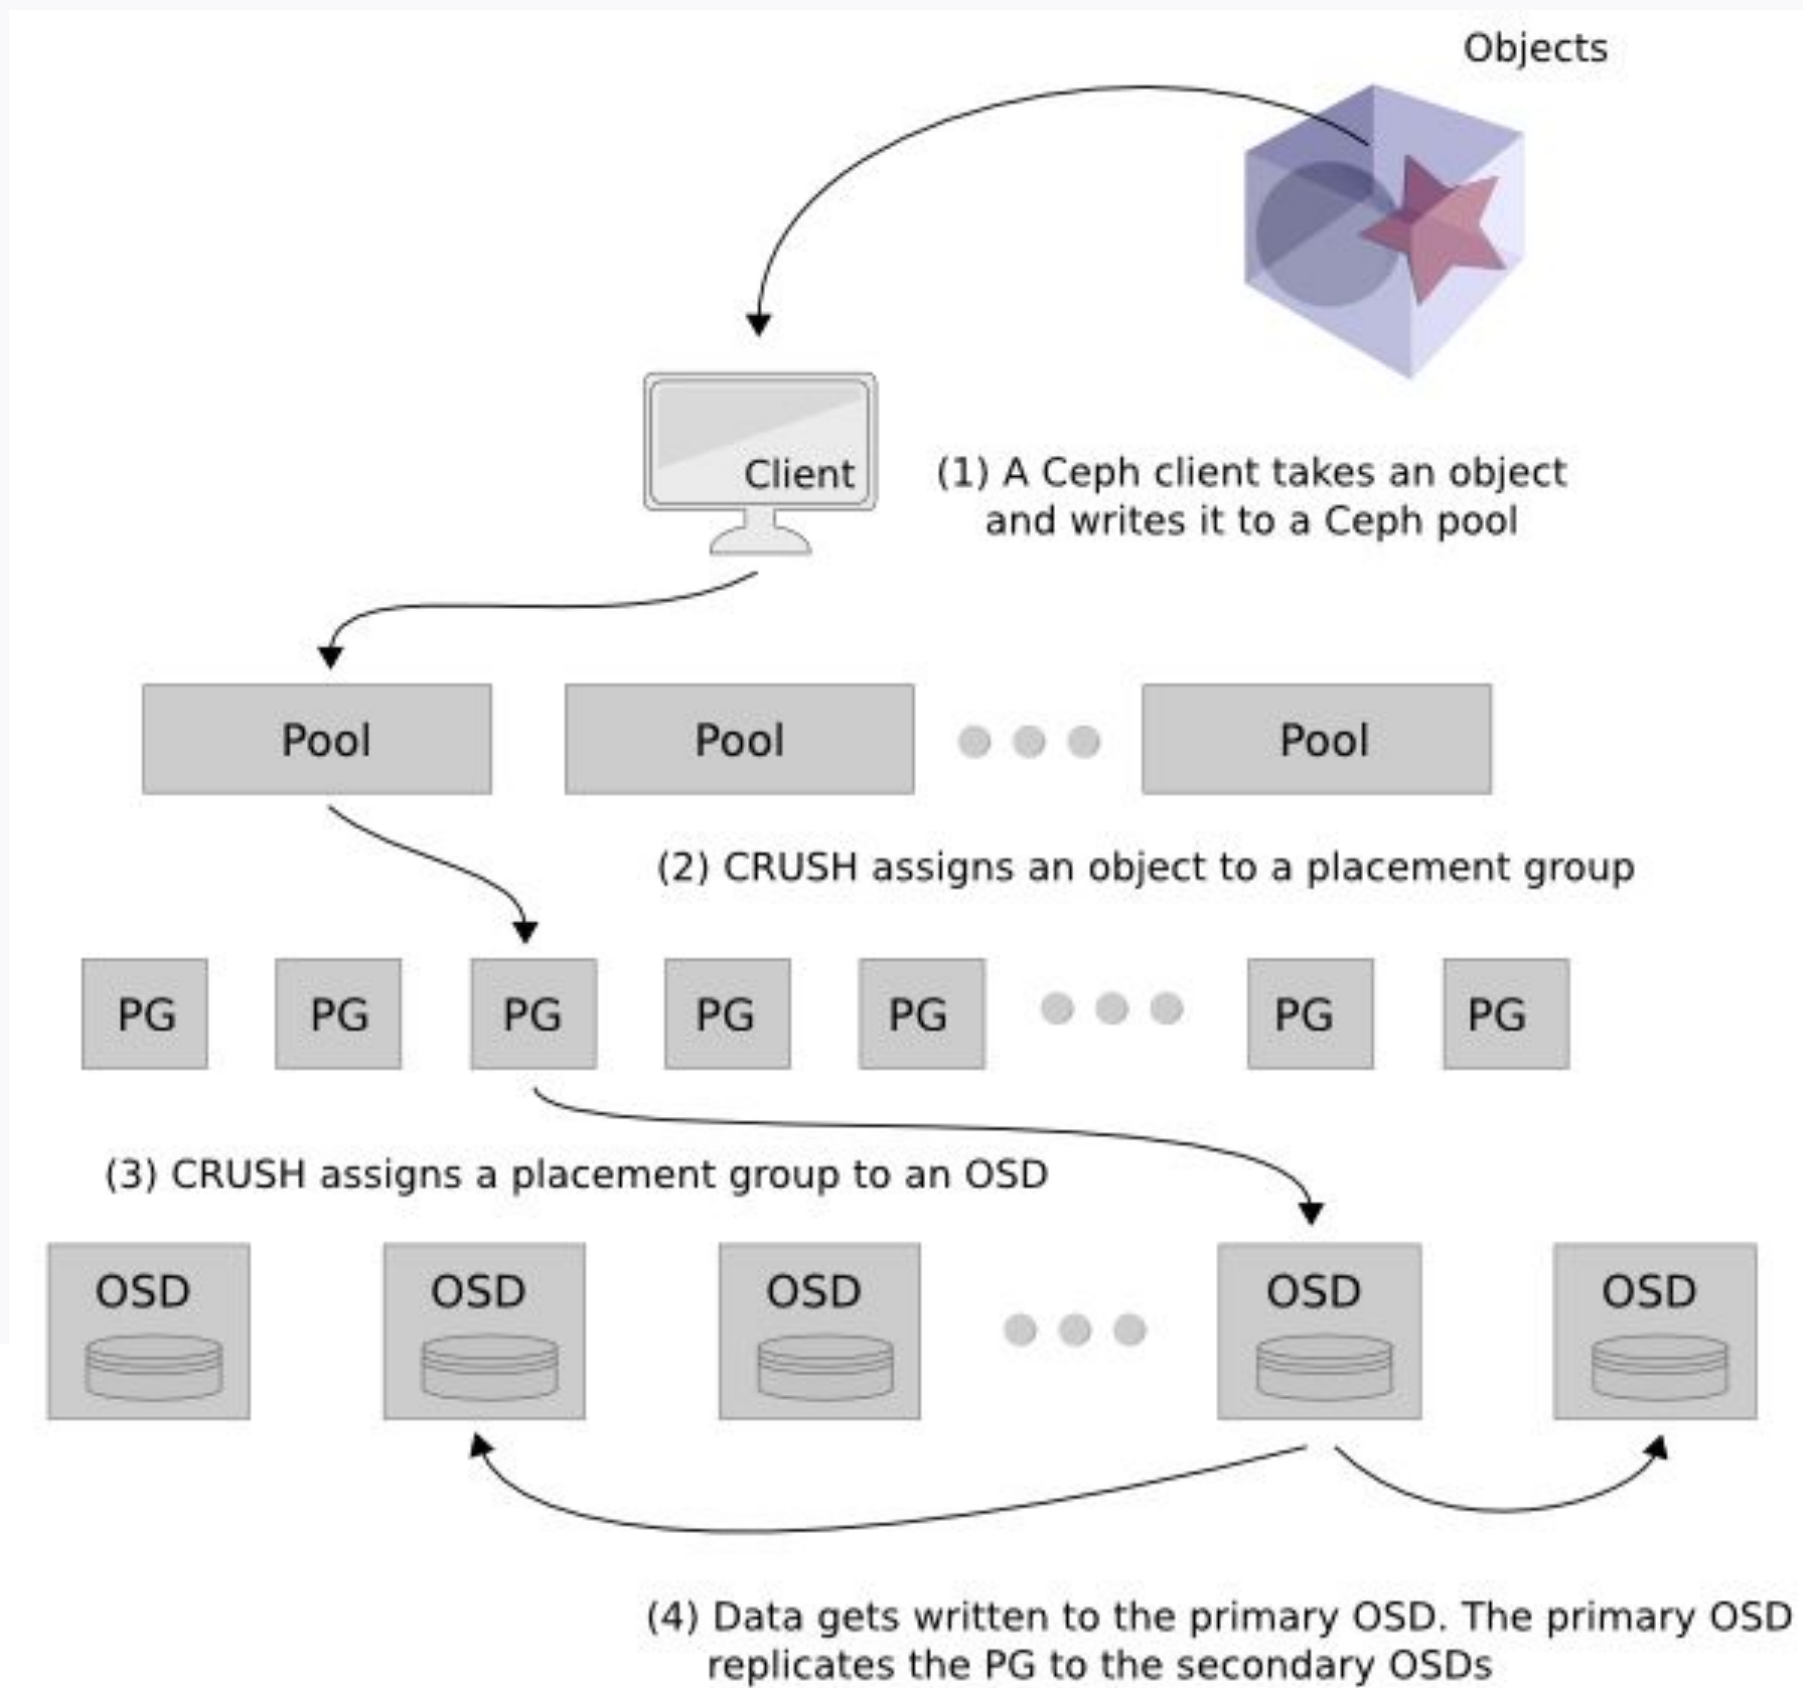 Objects
Client
(1) A Ceph client takes an object
and writes it to a Ceph pool
Pool Pool Pool
(2) CRUSH assigns an object to a placement group
PG PG PG PG PG PG PG
(3) CRUSH assigns a placement group to an OSD
OSD OSD OSD OSD OSD
(4) Data gets written to the primary OSD. The primary OSD
replicates the PG to the secondary OSDs